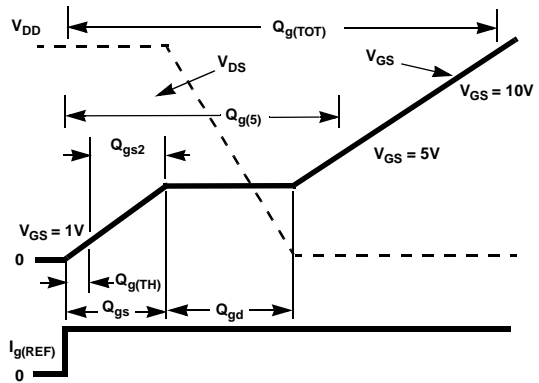 V_DD
Q_g(TOT)
V_DS
V_GS
V_GS = 10V
Q_g(5)
Q_gs2
V_GS = 5V
V_GS = 1V
0
Q_g(TH)
Q_gs
Q_gd
I_g(REF)
0